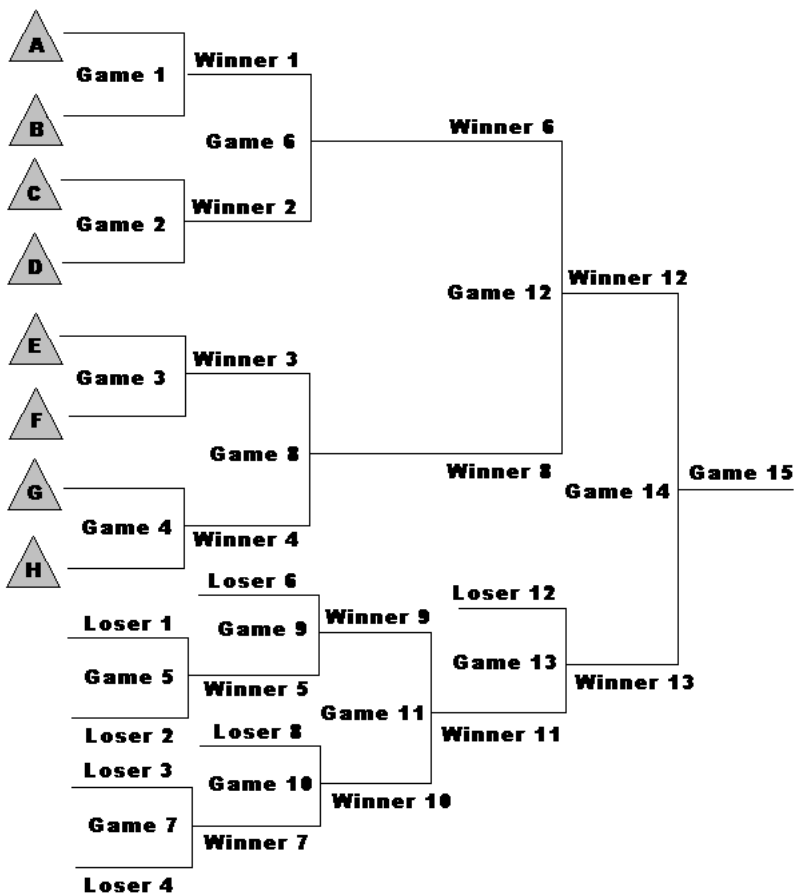 A
Winner 1
Game 1
B
Winner 6
Game 6
C
Winner 2
Game 2
D
Winner 12
Game 12
E
Winner 3
Game 3
F
Game 8
Winner 8
Game 15
G
Game 14
Game 4
Winner 4
H
Loser 6
Loser 12
Loser 1
Winner 9
Game 9
Game 13
Game 5
Winner 5
Winner 13
Game 11
Loser 2
Loser 8
Winner 11
Loser 3
Game 10
Winner 10
Game 7
Winner 7
Loser 4